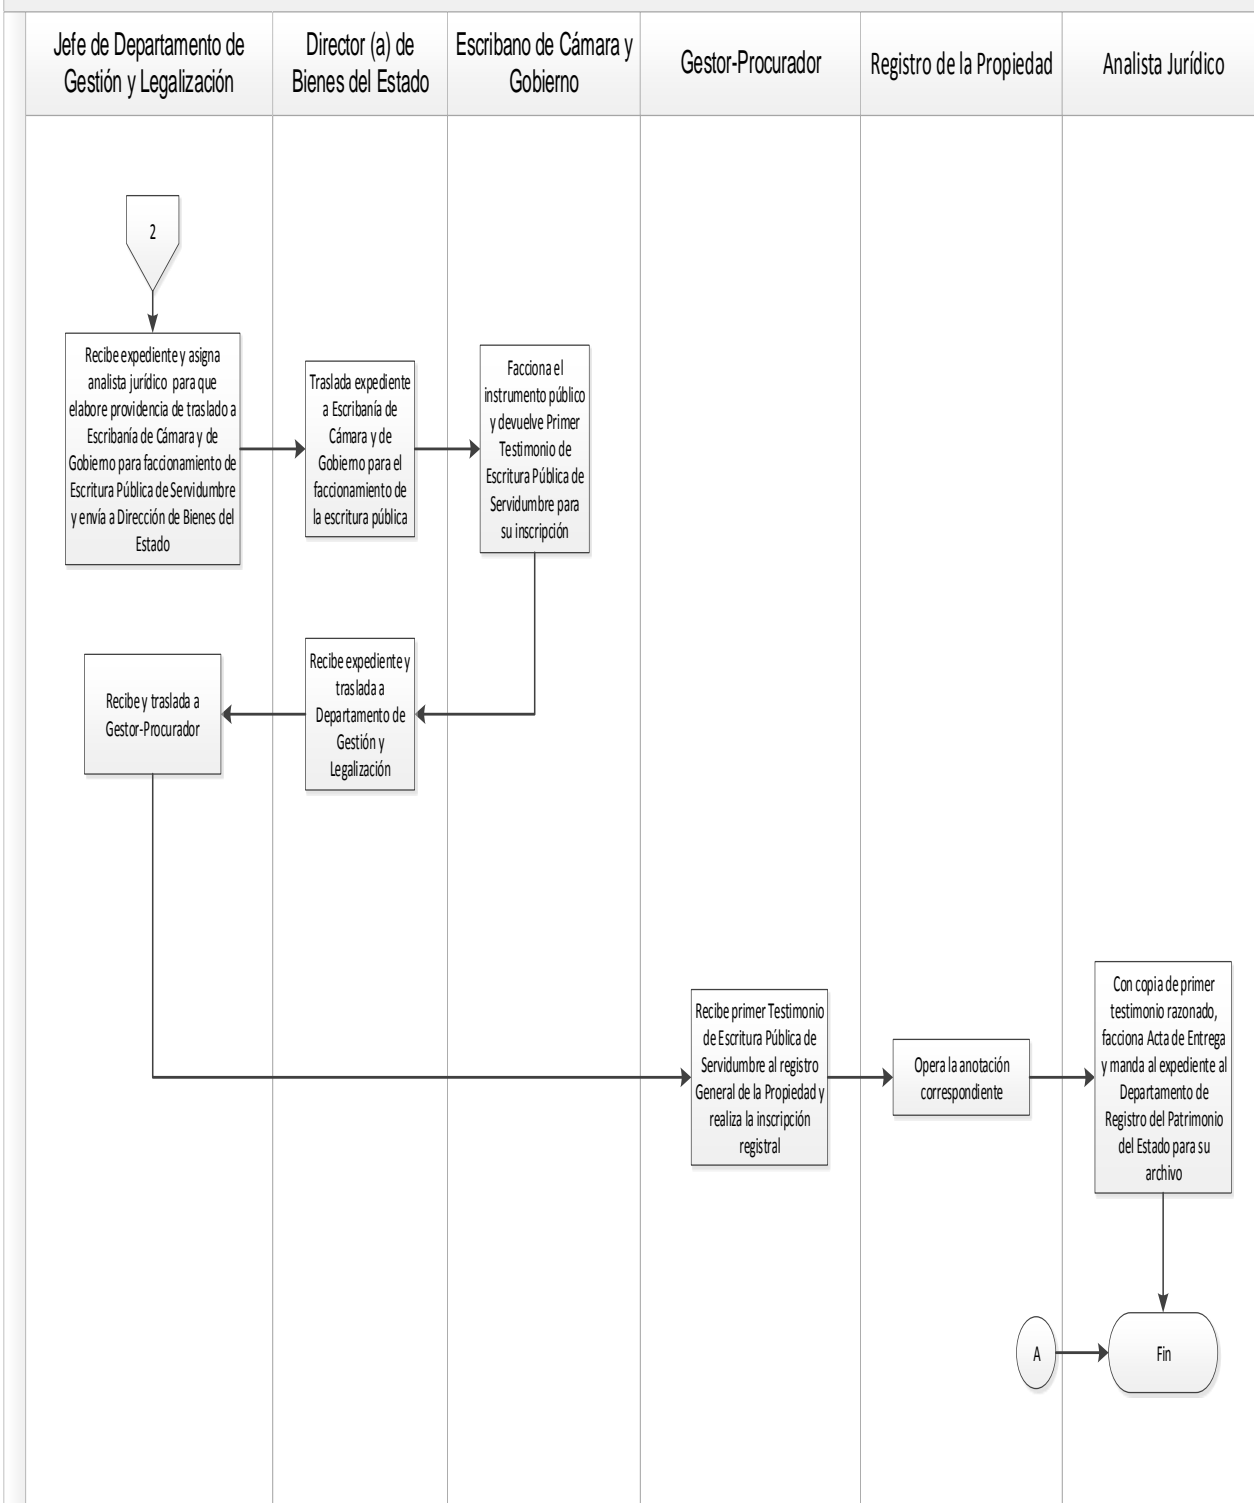 Jefe de Departamento de
Gestión y Legalización
Director (a) de
Bienes del Estado
Escribano de Cámara y
Gobierno
Gestor-Procurador
Registro de la Propiedad
Analista Jurídico
2
Recibe expediente y asigna
analista jurídico para que
elabore providencia de traslado a
Escribanía de Cámara y de
Gobierno para faccionamiento de
Escritura Pública de Servidumbre
y envía a Dirección de Bienes del
Estado
Traslada expediente
a Escribanía de
Cámara y de
Gobierno para el
faccionamiento de
la escritura pública
Facciona el
instrumento público
y devuelve Primer
Testimonio de
Escritura Pública de
Servidumbre para
su inscripción
Recibe expediente y
traslada a
Departamento de
Gestión y
Legalización
Recibe y traslada a
Gestor-Procurador
Recibe primer Testimonio
de Escritura Pública de
Servidumbre al registro
General de la Propiedad y
realiza la inscripción
registral
Opera la anotación
correspondiente
Con copia de primer
testimonio razonado,
facciona Acta de Entrega
y manda al expediente al
Departamento de
Registro del Patrimonio
del Estado para su
archivo
A
Fin